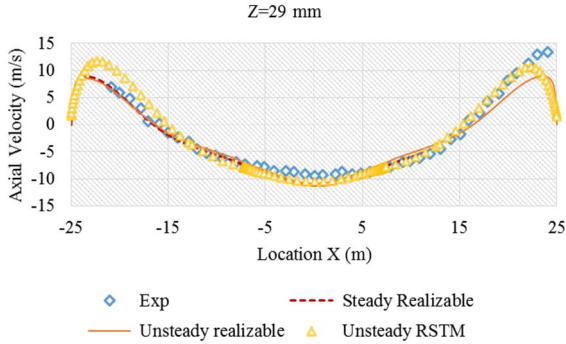 Z=29 mm
15
10
5
0
-5
-10
-15
Axial Velocity (m/s)
-25 -15 -5 5 15 25
Location X (m)
Exp Steady Realizable
Unsteady realizable Unsteady RSTM